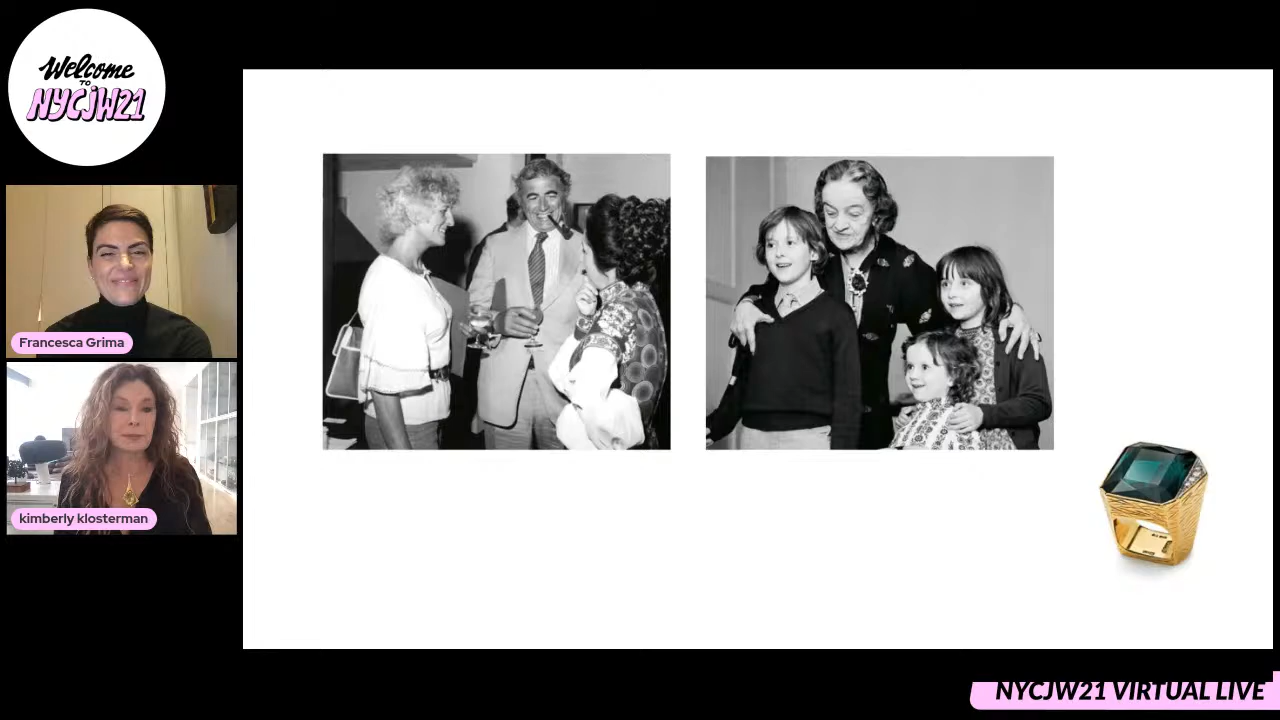 Welcome
TO
NYCJW21
Francesca Grima
kimberly klosterman
NYCJW21 VIRTUAL LIVE